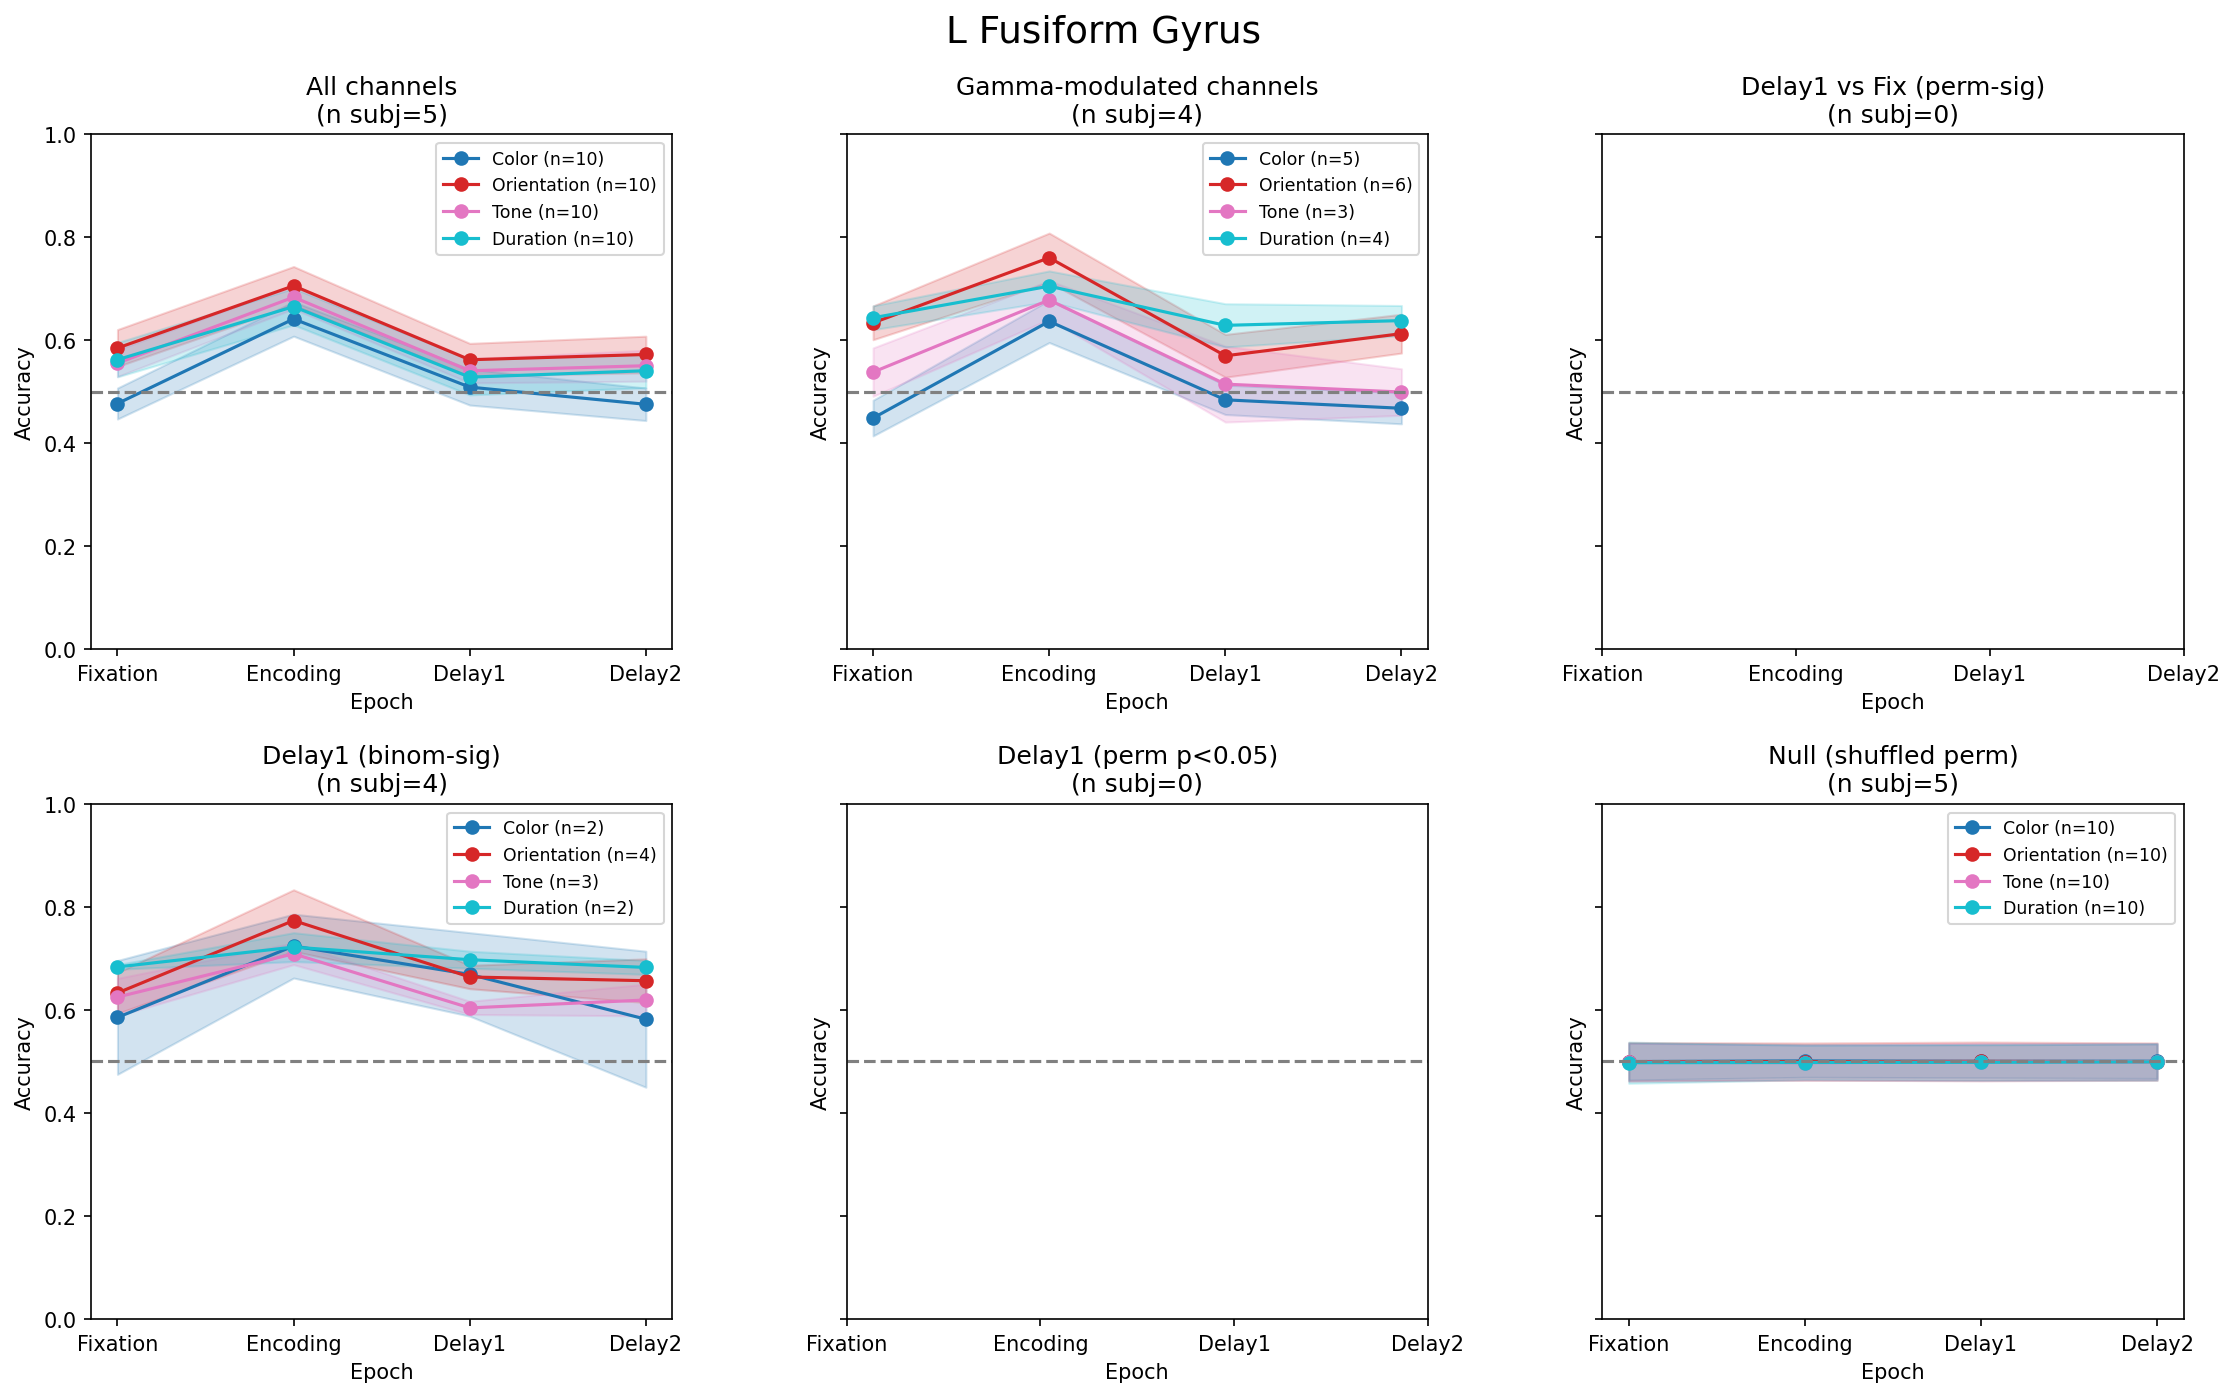 L Fusiform Gyrus
All channels
(n subj=5)
Accuracy
1.0
0.8
0.6
0.4
0.2
0.0
Color (n=10)
Orientation (n=10)
Tone (n=10)
Duration (n=10)
Fixation Encoding Delay1 Delay2
Epoch
Gamma-modulated channels
(n subj=4)
Accuracy
Color (n=5)
Orientation (n=6)
Tone (n=3)
Duration (n=4)
Fixation Encoding Delay1 Delay2
Epoch
Delay1 vs Fix (perm-sig)
(n subj=0)
Accuracy
Fixation Encoding Delay1 Delay2
Epoch
Delay1 (binom-sig)
(n subj=4)
Accuracy
1.0
0.8
0.6
0.4
0.2
0.0
Color (n=2)
Orientation (n=4)
Tone (n=3)
Duration (n=2)
Fixation Encoding Delay1 Delay2
Epoch
Delay1 (perm p<0.05)
(n subj=0)
Accuracy
Fixation Encoding Delay1 Delay2
Epoch
Null (shuffled perm)
(n subj=5)
Accuracy
Color (n=10)
Orientation (n=10)
Tone (n=10)
Duration (n=10)
Fixation Encoding Delay1 Delay2
Epoch